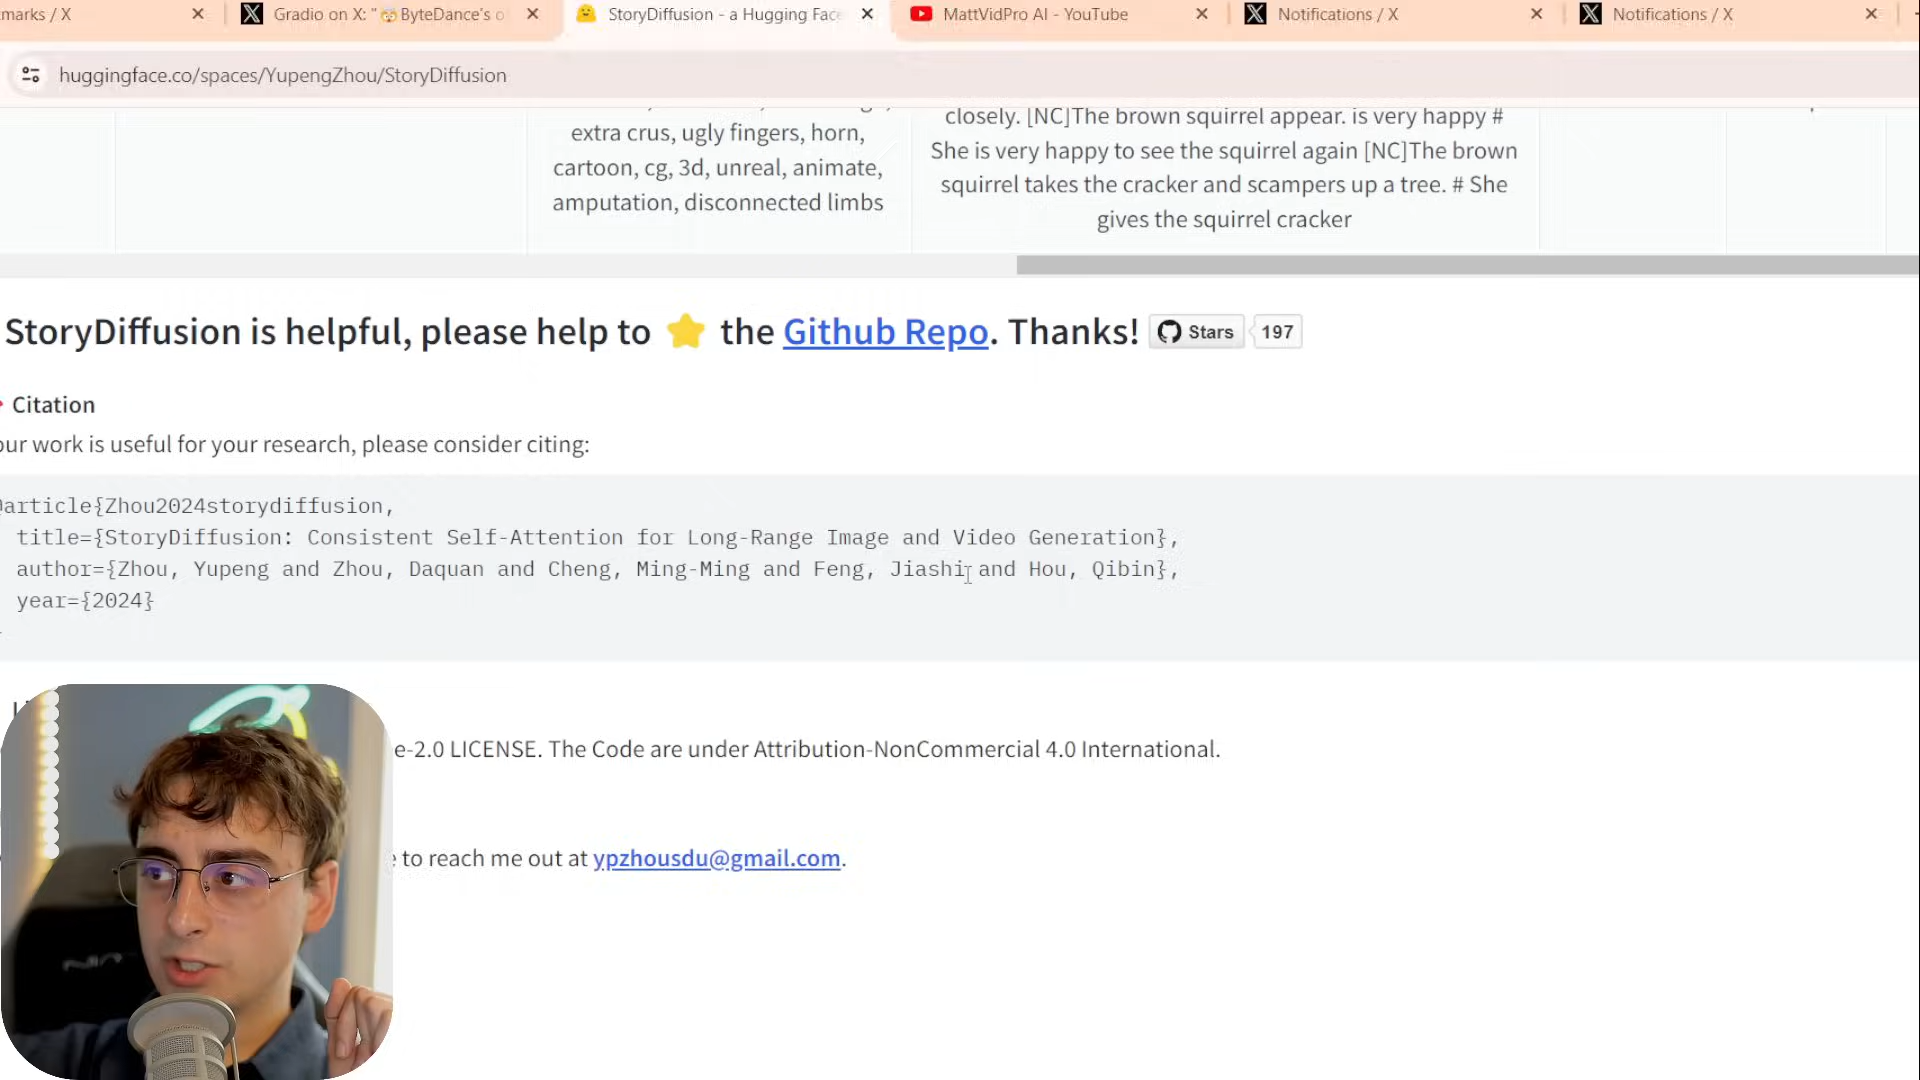 marks / X
Gradio on X: "🤯ByteDance's o
StoryDiffusion - a Hugging Face
MattVidPro AI - YouTube
Notifications / X
Notifications / X
huggingface.co/spaces/YupengZhou/StoryDiffusion
extra crus, ugly fingers, horn,
cartoon, cg, 3d, unreal, animate,
amputation, disconnected limbs
closely. [NC]The brown squirrel appear. is very happy #
She is very happy to see the squirrel again [NC]The brown
squirrel takes the cracker and scampers up a tree. # She
gives the squirrel cracker
StoryDiffusion is helpful, please help to ⭐ the Github Repo. Thanks! Stars 197
Citation
our work is useful for your research, please consider citing:
@article{Zhou2024storydiffusion,
title={StoryDiffusion: Consistent Self-Attention for Long-Range Image and Video Generation},
author={Zhou, Yupeng and Zhou, Daquan and Cheng, Ming-Ming and Feng, Jiashi and Hou, Qibin},
year={2024}
e-2.0 LICENSE. The Code are under Attribution-NonCommercial 4.0 International.
e to reach me out at ypzhousdu@gmail.com.